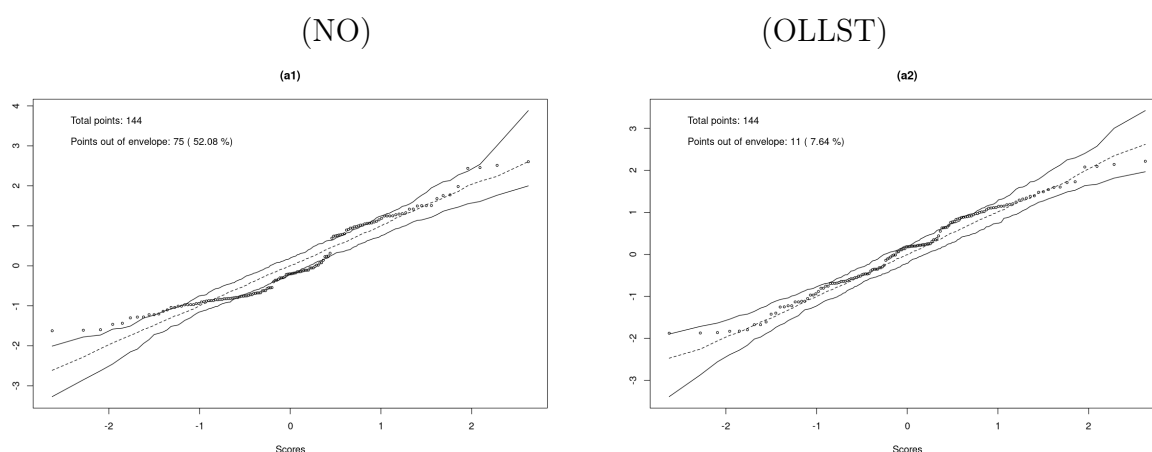 (NO)
(a1)
Total points: 144
Points out of envelope: 75 ( 52.08 %)
4
3
2
1
0
-1
-2
-3
-2
-1
0
1
2
Scores
(OLLST)
(a2)
Total points: 144
Points out of envelope: 11 ( 7.64 %)
3
2
1
0
-1
-2
-3
-2
-1
0
1
2
Scores